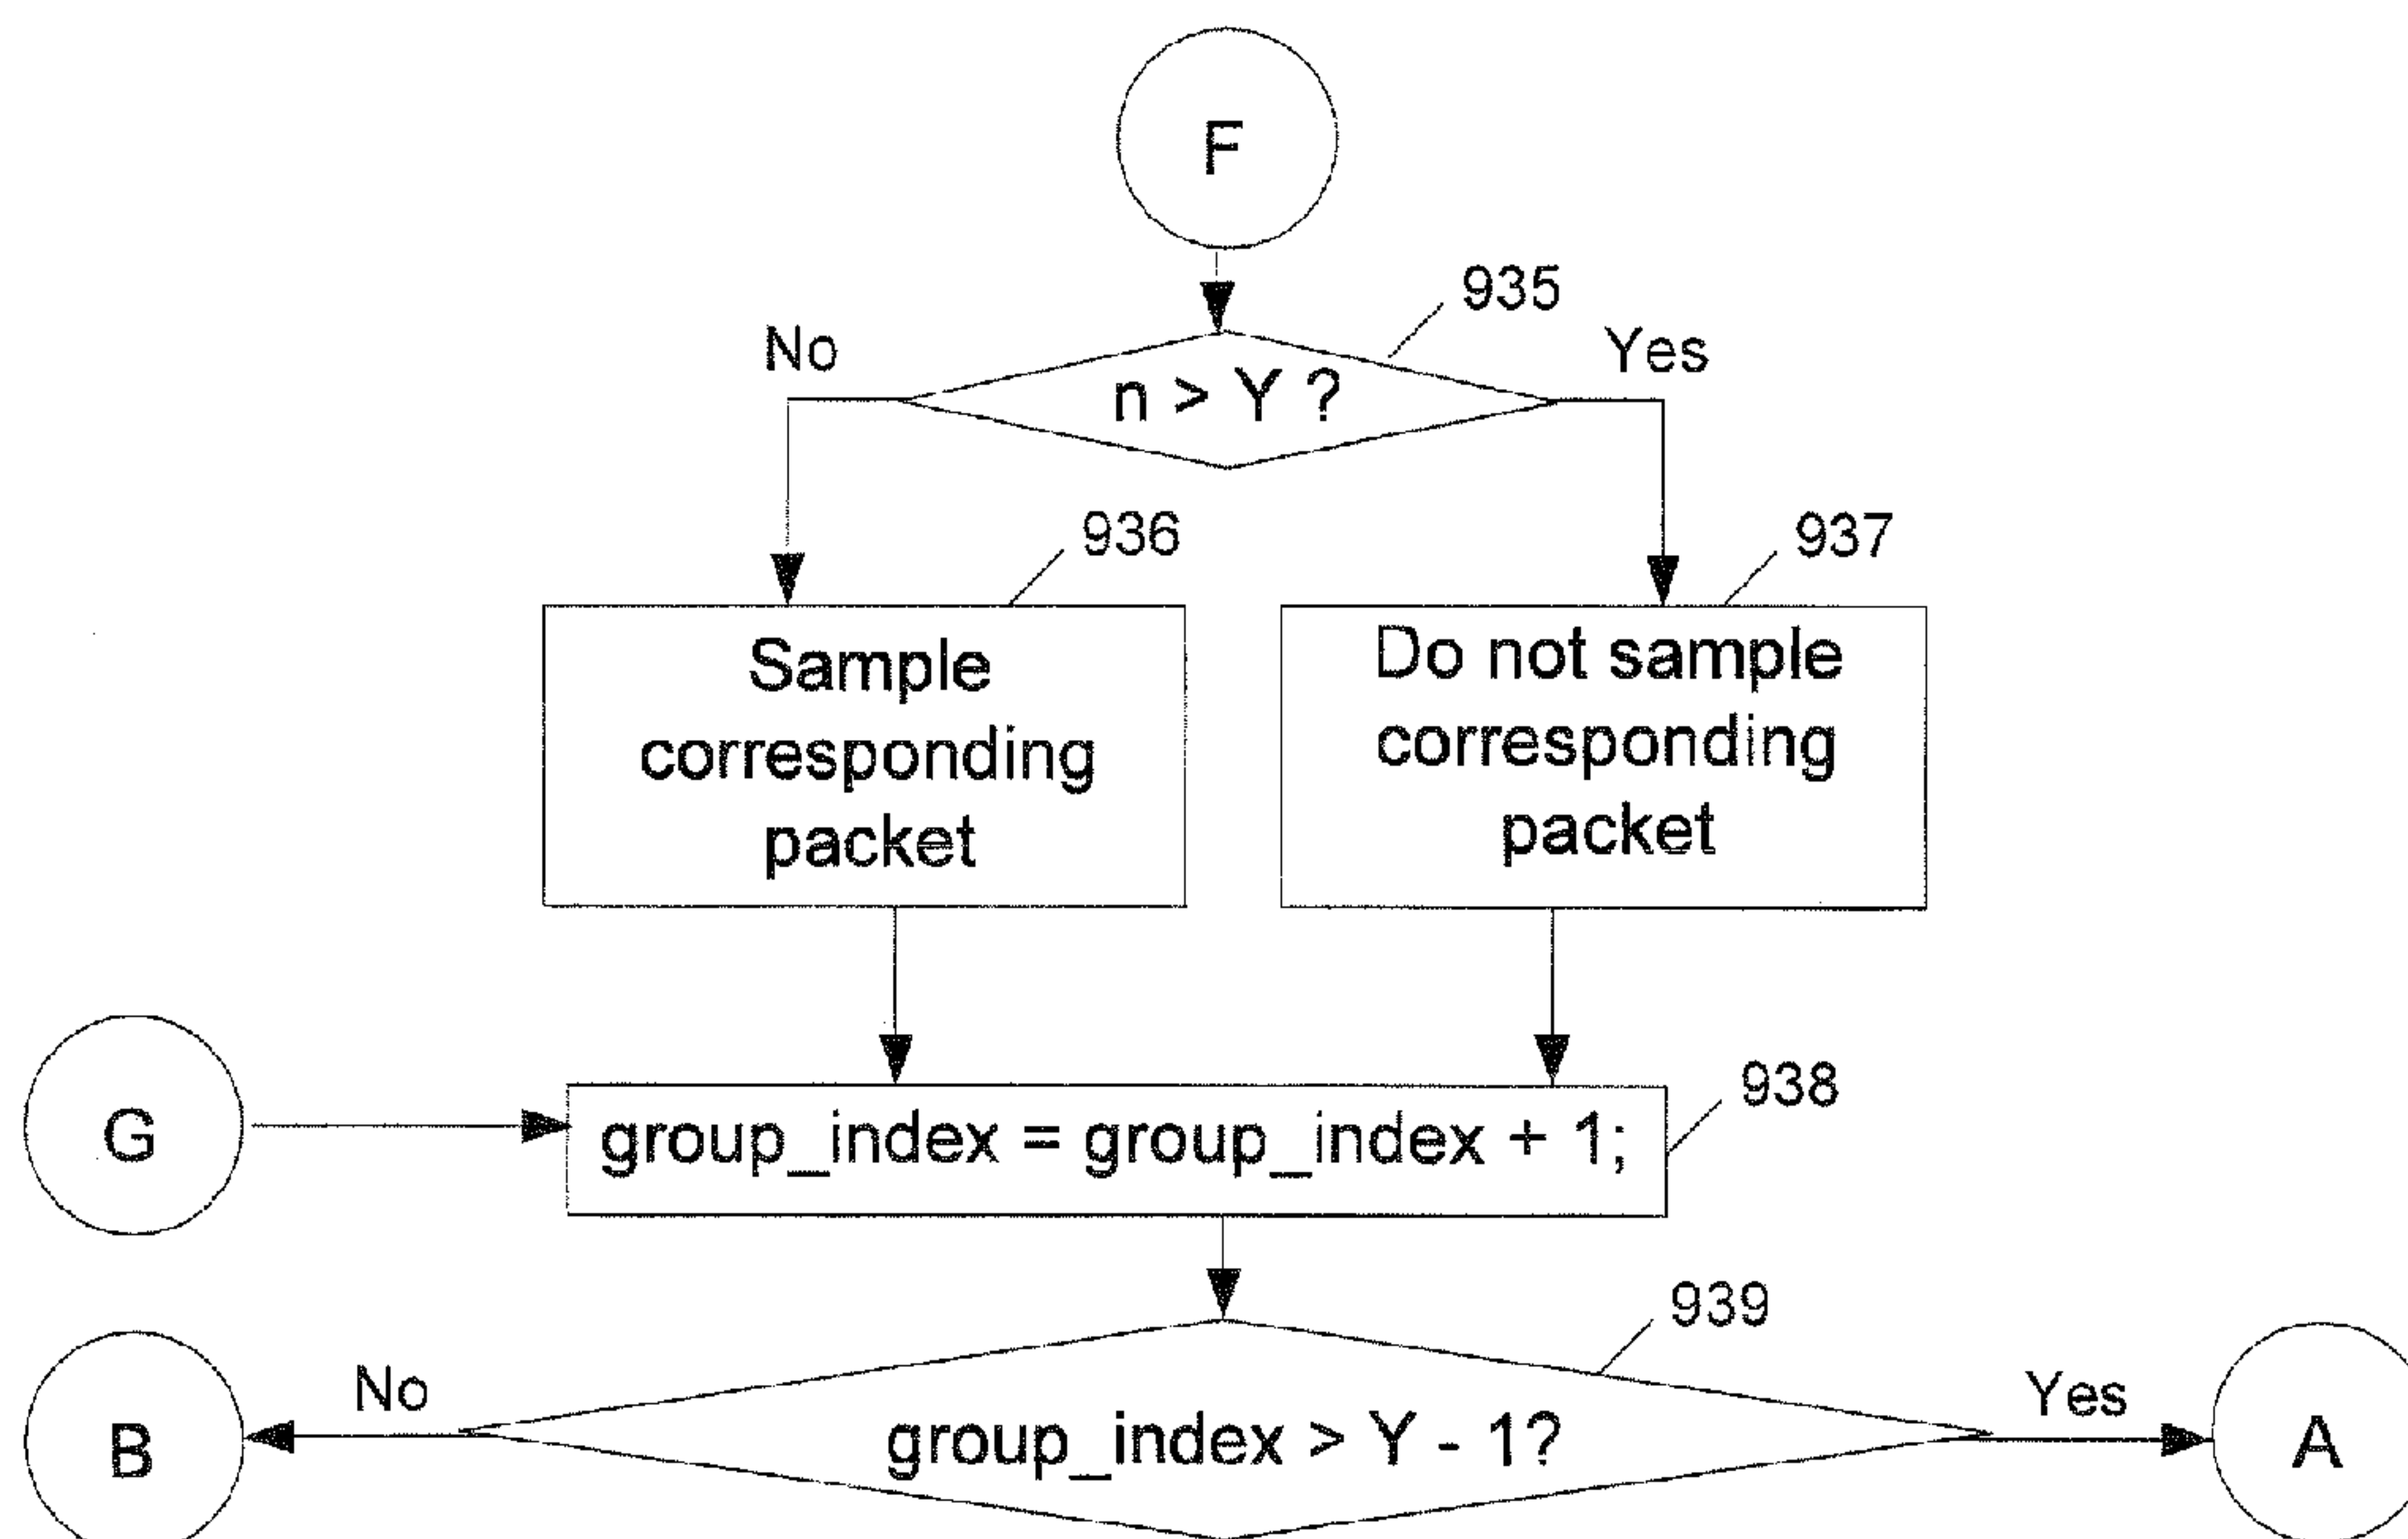 F
935
No
Yes
n > Y ?
936
937
Sample
corresponding
packet
Do not sample
corresponding
packet
G
938
group_index = group_index + 1;
939
B
No
group_index > Y - 1?
Yes
A